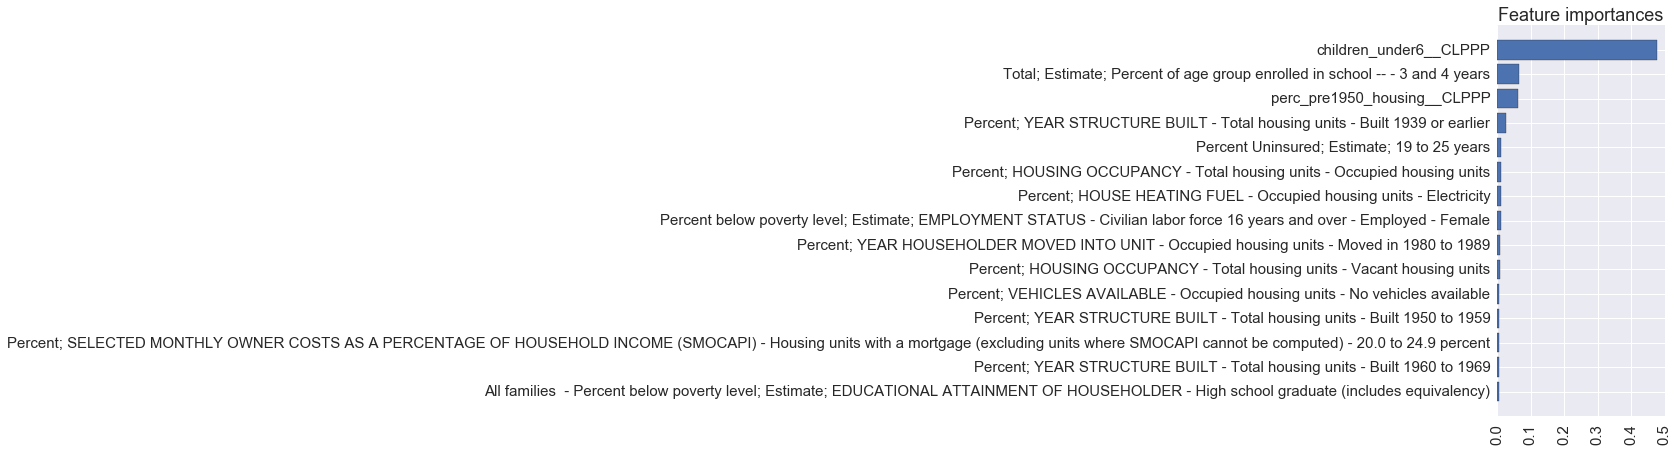 Feature importances
children_under6__CLPPP
Total; Estimate; Percent of age group enrolled in school -- - 3 and 4 years
perc_pre1950_housing__CLPPP
Percent; YEAR STRUCTURE BUILT - Total housing units - Built 1939 or earlier
Percent Uninsured; Estimate; 19 to 25 years
Percent; HOUSING OCCUPANCY - Total housing units - Occupied housing units
Percent; HOUSE HEATING FUEL - Occupied housing units - Electricity
Percent below poverty level; Estimate; EMPLOYMENT STATUS - Civilian labor force 16 years and over - Employed - Female
Percent; YEAR HOUSEHOLDER MOVED INTO UNIT - Occupied housing units - Moved in 1980 to 1989
Percent; HOUSING OCCUPANCY - Total housing units - Vacant housing units
Percent; VEHICLES AVAILABLE - Occupied housing units - No vehicles available
Percent; YEAR STRUCTURE BUILT - Total housing units - Built 1950 to 1959
Percent; SELECTED MONTHLY OWNER COSTS AS A PERCENTAGE OF HOUSEHOLD INCOME (SMOCAPI) - Housing units with a mortgage (excluding units where SMOCAPI cannot be computed) - 20.0 to 24.9 percent
Percent; YEAR STRUCTURE BUILT - Total housing units - Built 1960 to 1969
All families  - Percent below poverty level; Estimate; EDUCATIONAL ATTAINMENT OF HOUSEHOLDER - High school graduate (includes equivalency)
0.0
0.1
0.2
0.3
0.4
0.5